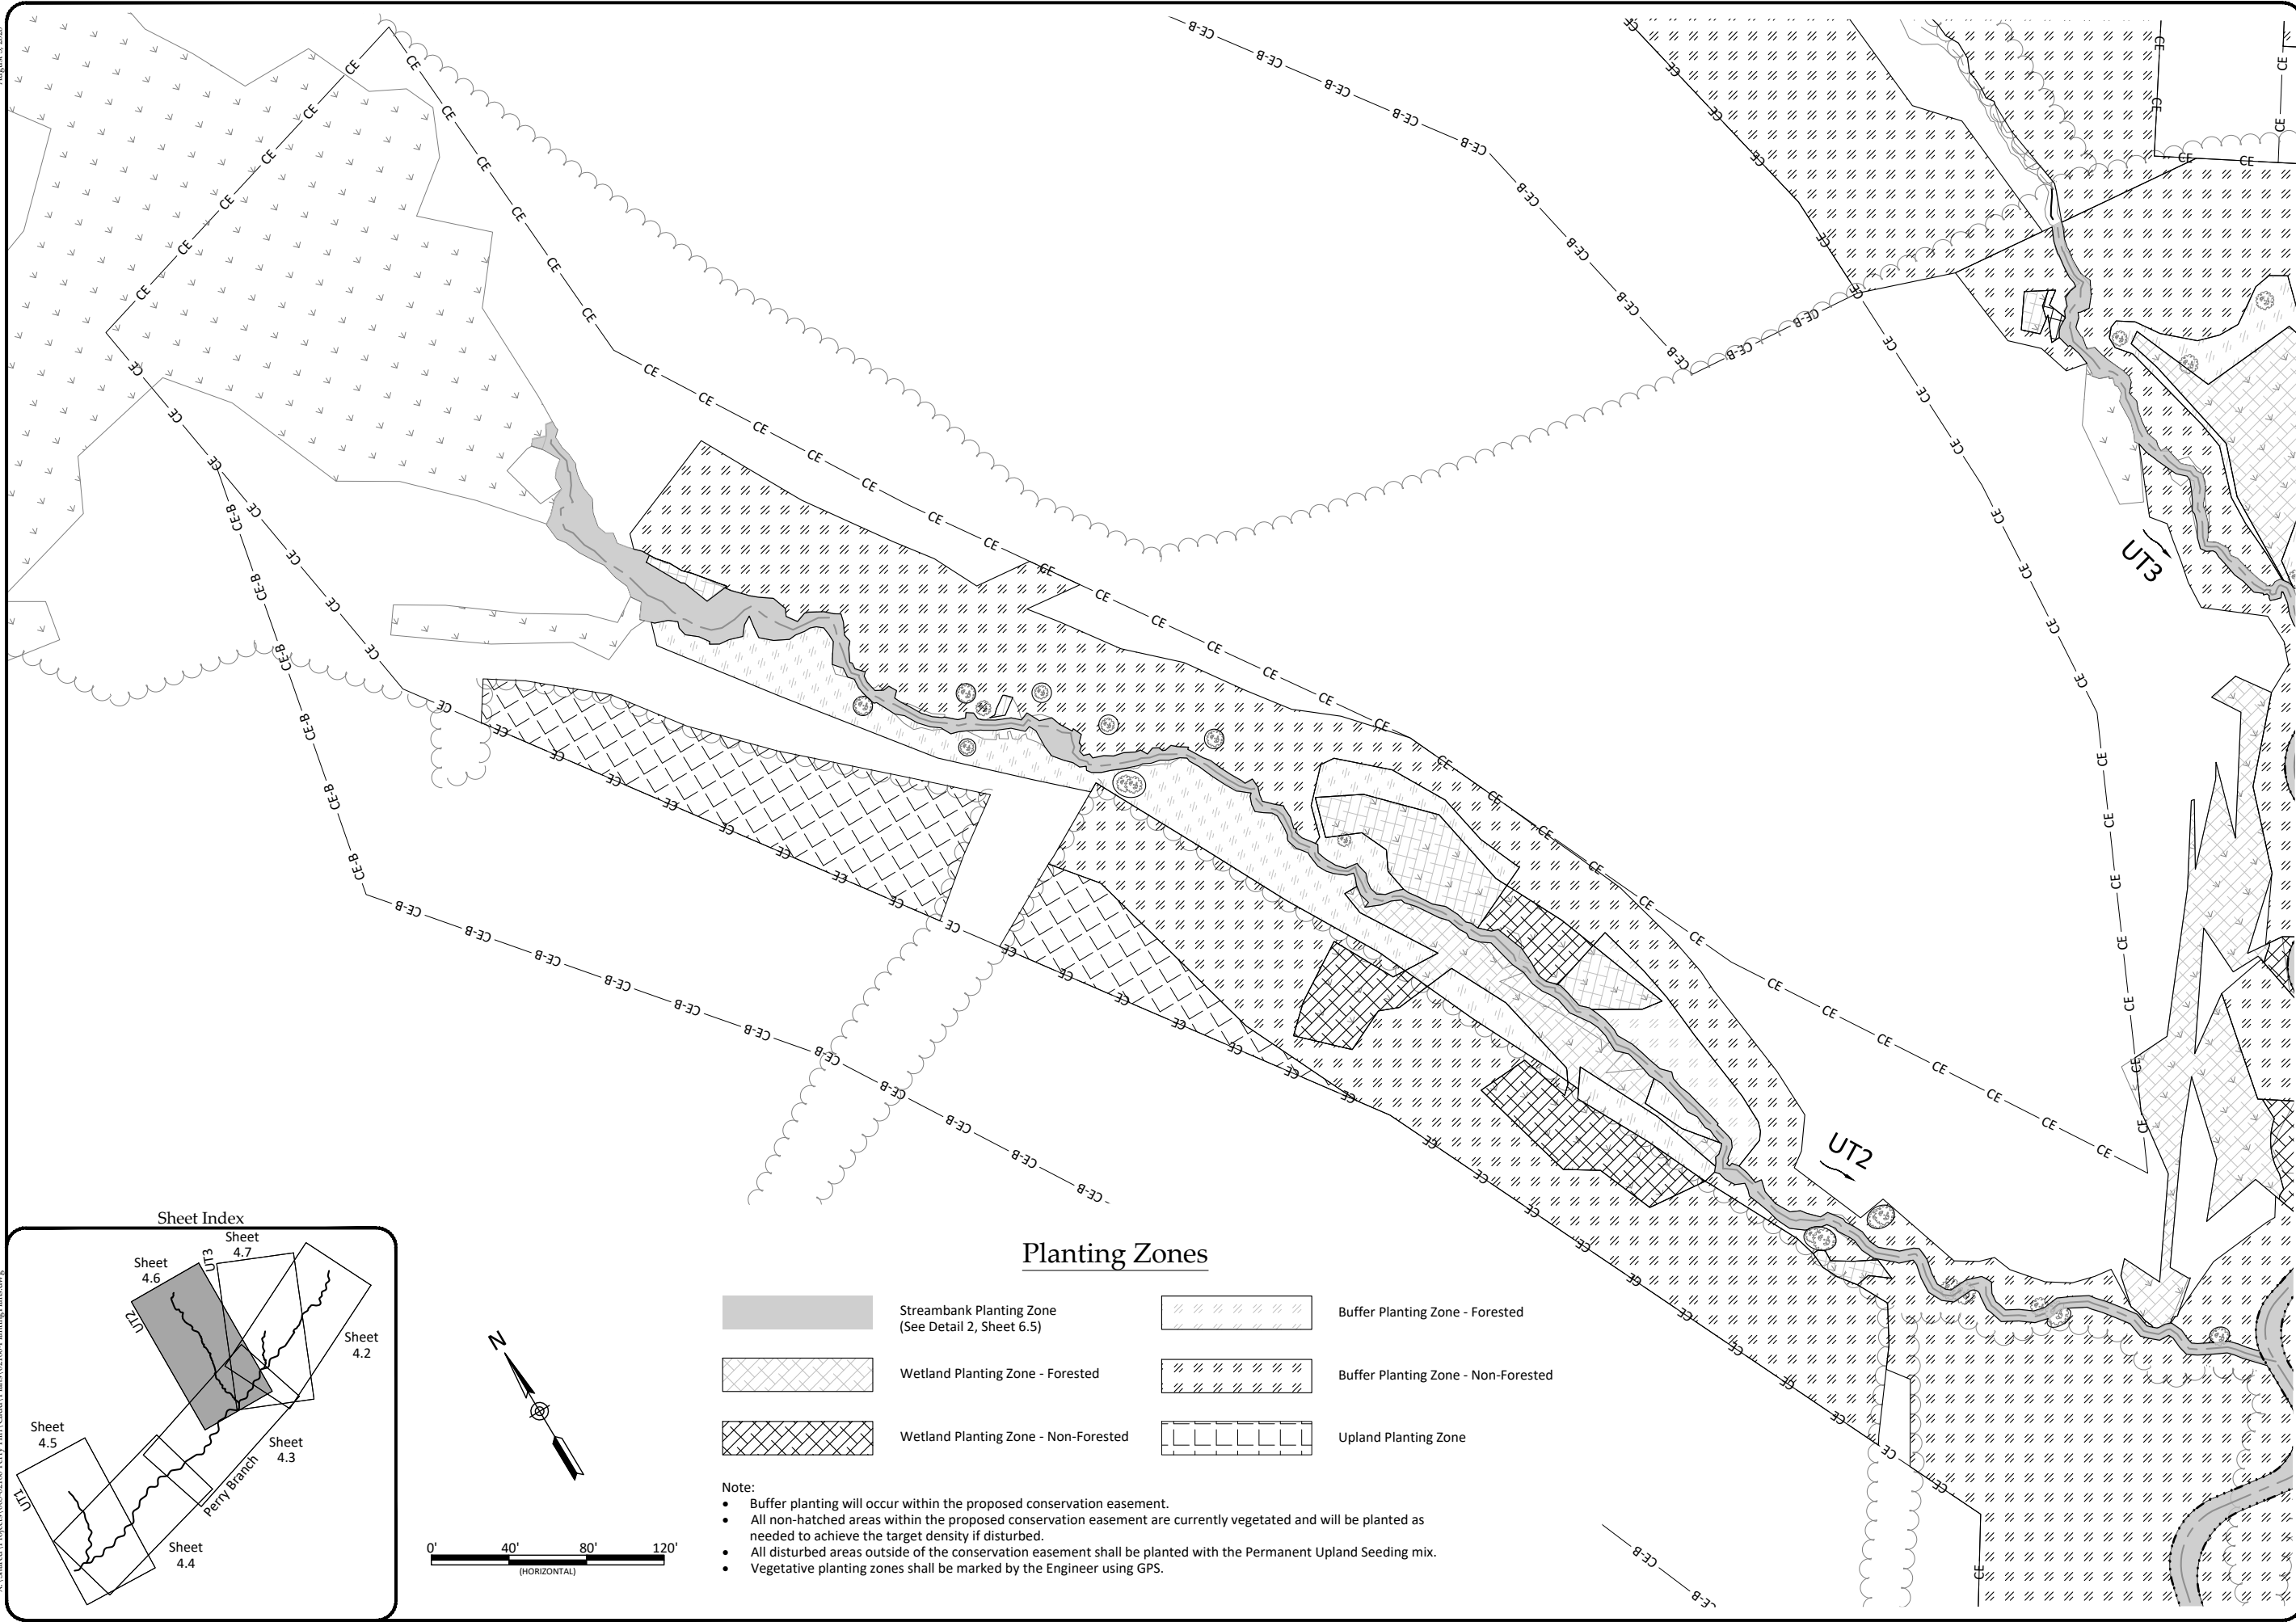 CE
CE-B
UT3
UT2
Sheet Index
Sheet
4.7
UT3
Sheet
4.6
UT2
Sheet
4.2
Sheet
4.5
UT1
Sheet
4.3
Perry Branch
Sheet
4.4
N
0' 40' 80' 120'
(HORIZONTAL)
Planting Zones
Streambank Planting Zone
(See Detail 2, Sheet 6.5)
Wetland Planting Zone - Forested
Wetland Planting Zone - Non-Forested
Buffer Planting Zone - Forested
Buffer Planting Zone - Non-Forested
Upland Planting Zone
Note:
• Buffer planting will occur within the proposed conservation easement.
• All non-hatched areas within the proposed conservation easement are currently vegetated and will be planted as
needed to achieve the target density if disturbed.
• All disturbed areas outside of the conservation easement shall be planted with the Permanent Upland Seeding mix.
• Vegetative planting zones shall be marked by the Engineer using GPS.